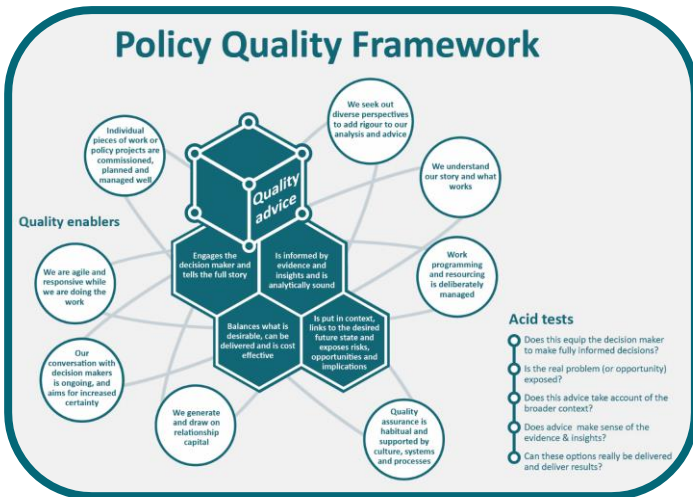 Policy Quality Framework
Individual
pieces of work or
policy projects are
commissioned,
planned and
managed well
We seek out
diverse perspectives
to add rigour to our
analysis and advice
We understand
our story and what
works
Quality
advice
Quality enablers
Engages the
decision maker and
tells the full story
Is informed by
evidence and
insights and is
analytically sound
Work
programming
and resourcing
is deliberately
managed
We are agile and
responsive while
we are doing the
work
Balances what is
desirable, can be
delivered and is cost
effective
Is put in context,
links to the desired
future state and
exposes risks,
opportunities and
implications
Our
conversation with
decision makers
is ongoing, and
aims for increased
certainty
We generate
and draw on
relationship
capital
Quality
assurance is
habitual and
supported by
culture, systems
and processes
Acid tests
Does this equip the decision maker
to make fully informed decisions?
Is the real problem (or opportunity)
exposed?
Does this advice take account of the
broader context?
Does advice make sense of the
evidence & insights?
Can these options really be delivered
and deliver results?